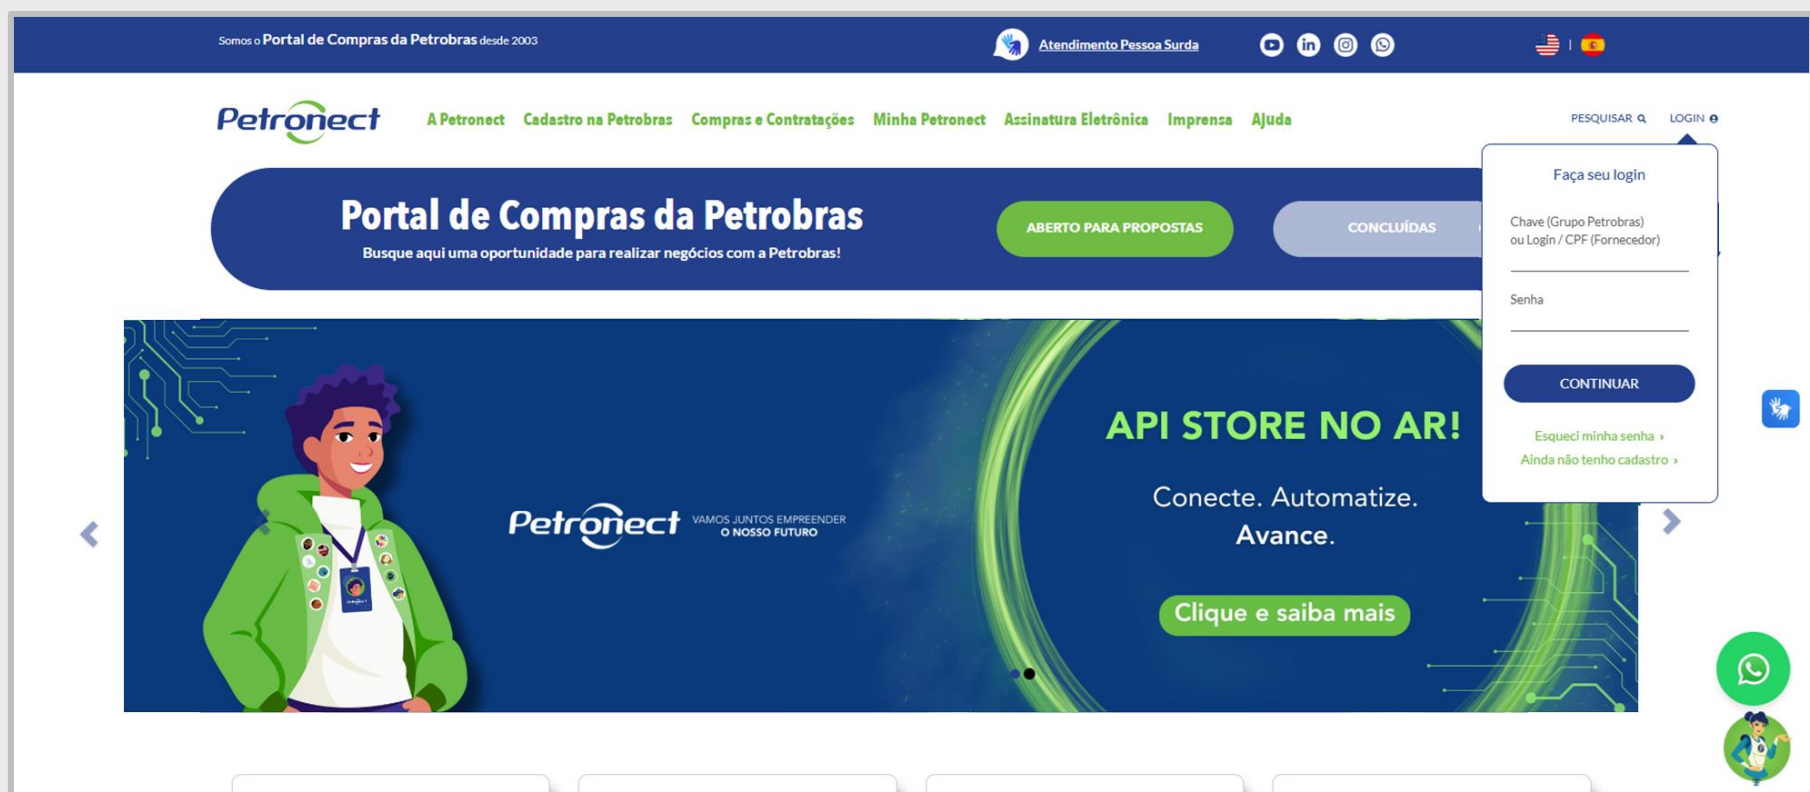 Somos o Portal de Compras da Petrobras desde 2003
Atendimento Pessoa Surda
Petronect
A Petronect Cadastro na Petrobras Compras e Contratações Minha Petronect Assinatura Eletrônica Imprensa Ajuda
PESQUISAR LOGIN
Portal de Compras da Petrobras
Busque aqui uma oportunidade para realizar negócios com a Petrobras!
ABERTO PARA PROPOSTAS
CONCLUÍDAS
Faça seu login
Chave (Grupo Petrobras)
ou Login / CPF (Fornecedor)
Senha
CONTINUAR
Esqueci minha senha ›
Ainda não tenho cadastro ›
Petronect
VAMOS JUNTOS EMPREENDER
O NOSSO FUTURO
API STORE NO AR!
Conecte. Automatize.
Avance.
Clique e saiba mais